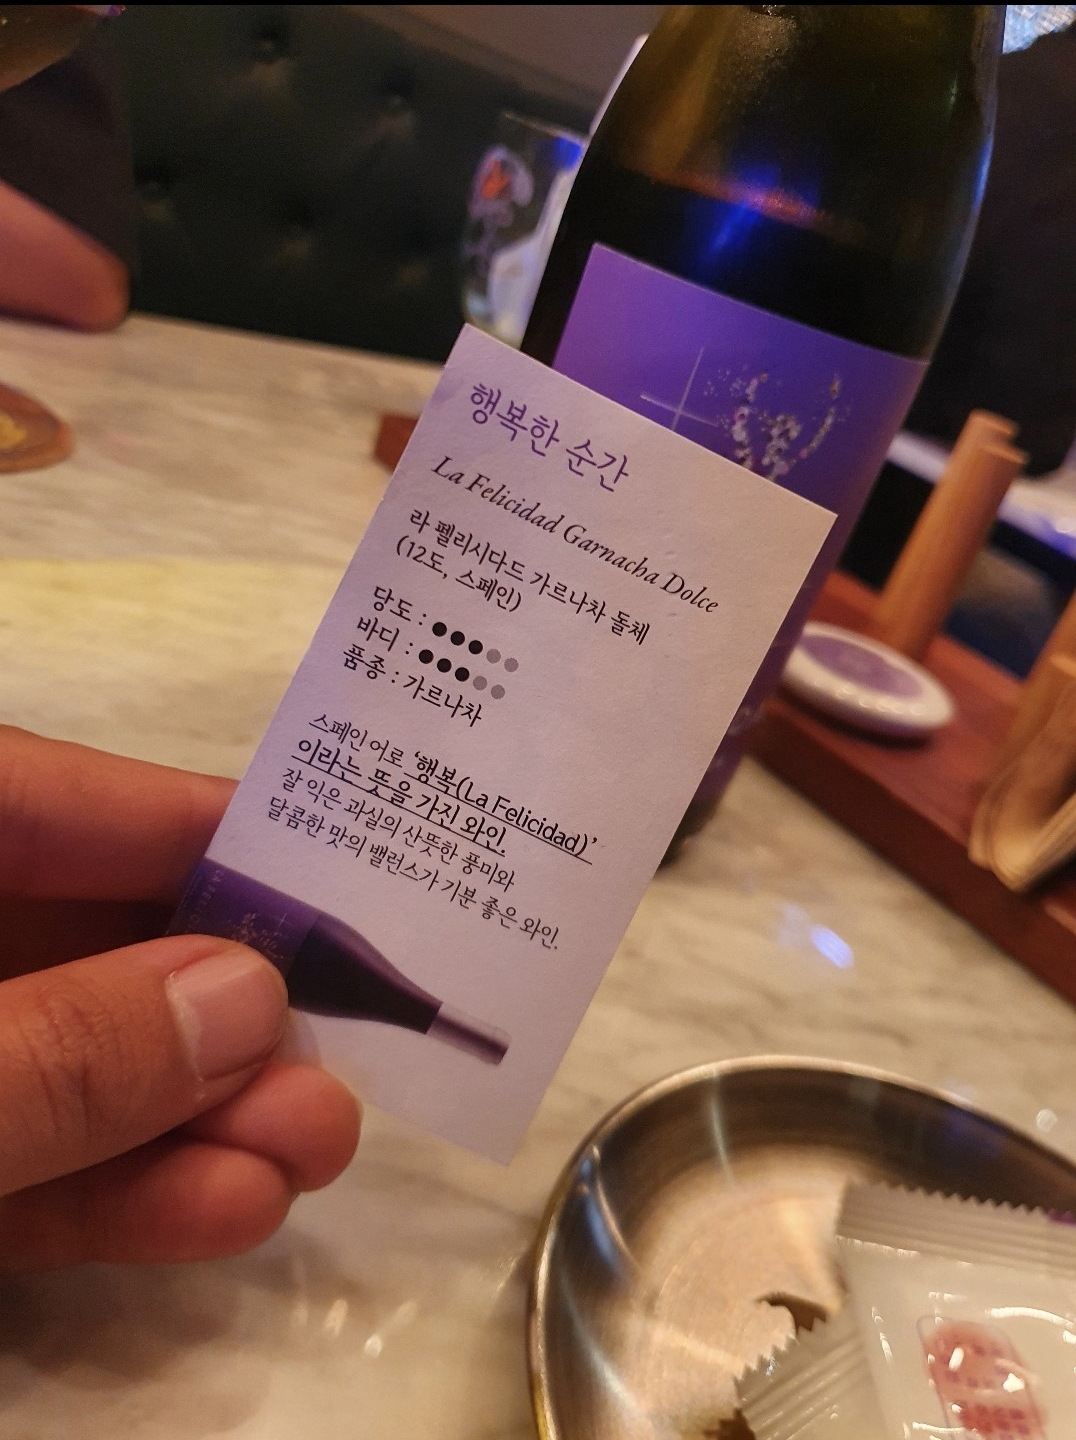 행복한 순간
La Felicidad Garnacha Dolce
라 펠리시다드 가르나차 돌체
(12도, 스페인)
당도 : ●●●●●
바디 : ●●●●●
품종 : 가르나차
스페인어로 ‘행복(La Felicidad)’
이라는 뜻을 가진 와인.
잘 익은 과실의 산뜻한 풍미와
달콤한 맛의 밸런스가 기분 좋은 와인.